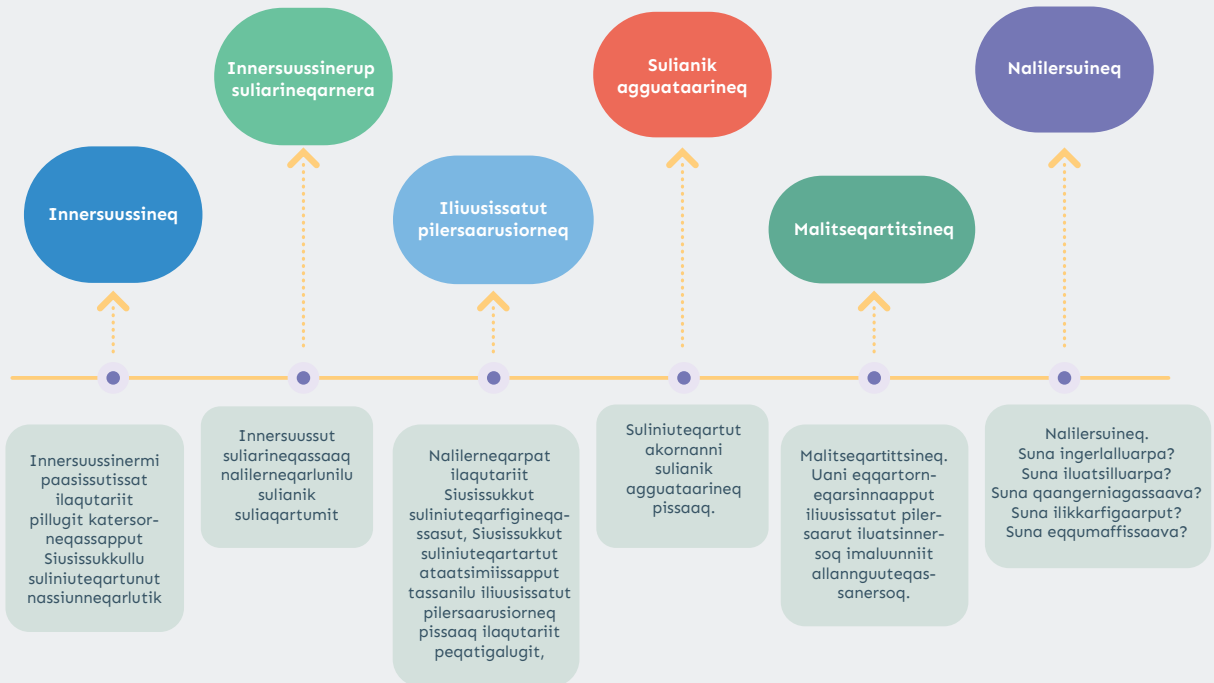 Innersuussineq
Innersuussinerup
suliarineqarnera
Iliuusissatut
pilersaarusiorneq
Sulianik
agguataarineq
Malitseqartitsineq
Nalilersuineq
Innersuussinermi
paasissutissat
ilaqutariit
pillugit katersor-
neqassapput
Siusissukkullu
suliniuteqartunut
nassiunneqarlutik
Innersuussut
suliarineqassaaq
nalilerneqarlunilu
sulianik
suliaqartumit
Nalilerneqarpat
ilaqutariit
Siusissukkut
suliniuteqarfigineqa-
ssasut, Siusissukkut
suliniuteqartartut
ataatsimiissapput
tassanilu iliuusissatut
pilersaarusiorneq
pissaaq ilaqutariit
peqatigalugit,
Suliniuteqartut
akornanni
sulianik
agguataarineq
pissaaq.
Malitseqartittsineq.
Uani eqqartorn-
eqarsinnaapput
iliuusissatut piler-
saarut iluatsinner-
soq imaluunniit
allannguuteqas-
sanersoq.
Nalilersuineq.
Suna ingerlalluarpa?
Suna iluatsilluarpa?
Suna qaangerniagassaava?
Suna ilikkarfigaarput?
Suna eqqumaffissaava?